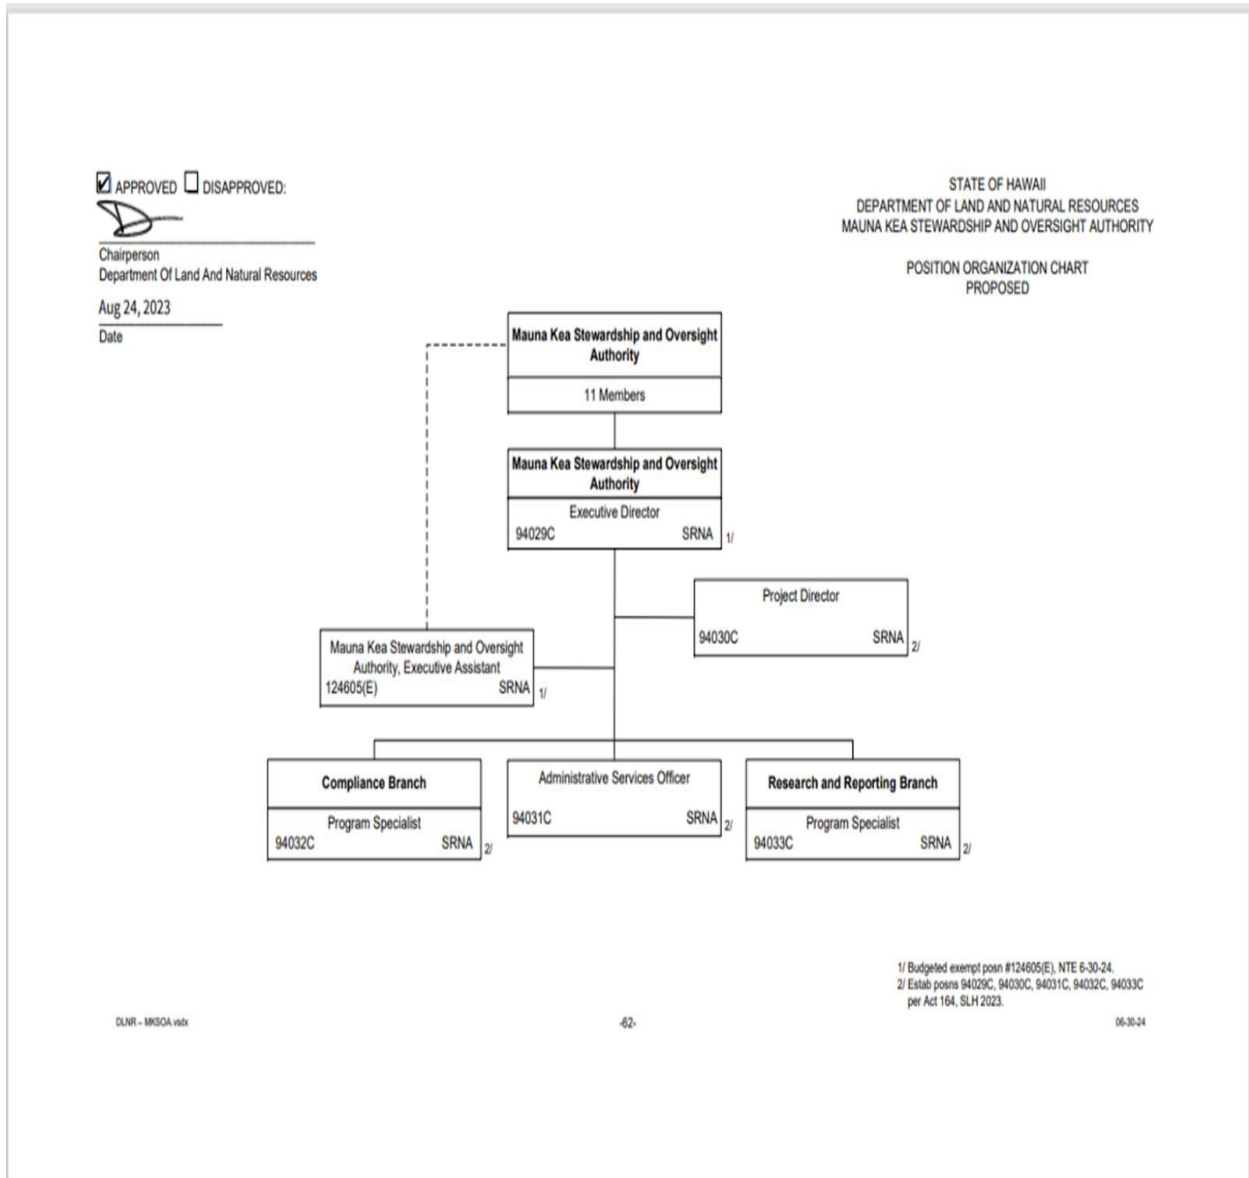 APPROVED DISAPPROVED:
Chairperson
Department Of Land And Natural Resources
Aug 24, 2023
Date
STATE OF HAWAII
DEPARTMENT OF LAND AND NATURAL RESOURCES
MAUNA KEA STEWARDSHIP AND OVERSIGHT AUTHORITY
POSITION ORGANIZATION CHART
PROPOSED
Mauna Kea Stewardship and Oversight
Authority
11 Members
Mauna Kea Stewardship and Oversight
Authority
Executive Director
94029C SRNA 1/
Project Director
94030C SRNA 2/
Mauna Kea Stewardship and Oversight
Authority, Executive Assistant
124605(E) SRNA 1/
Compliance Branch
Program Specialist
94032C SRNA 2/
Administrative Services Officer
94031C SRNA 2/
Research and Reporting Branch
Program Specialist
94033C SRNA 2/
1/ Budgeted exempt posn #124605(E), NTE 6-30-24.
2/ Estab posns 94029C, 94030C, 94031C, 94032C, 94033C
per Act 164, SLH 2023.
DLNR – MKSOA.vsdx
-62-
06-30-24